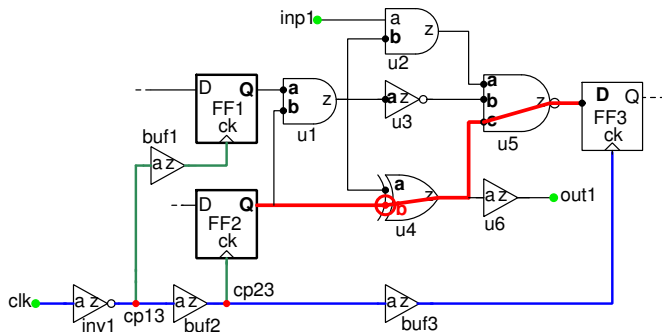 inp1
a
b
z
u2
D
Q
FF1
ck
a
b
z
u1
a
z
u3
a
b
c
z
u5
D
Q
FF3
ck
buf1
a z
D
Q
FF2
ck
a
b
z
u4
a z
u6
out1
clk
a z
inv1
cp13
a z
buf2
cp23
a z
buf3